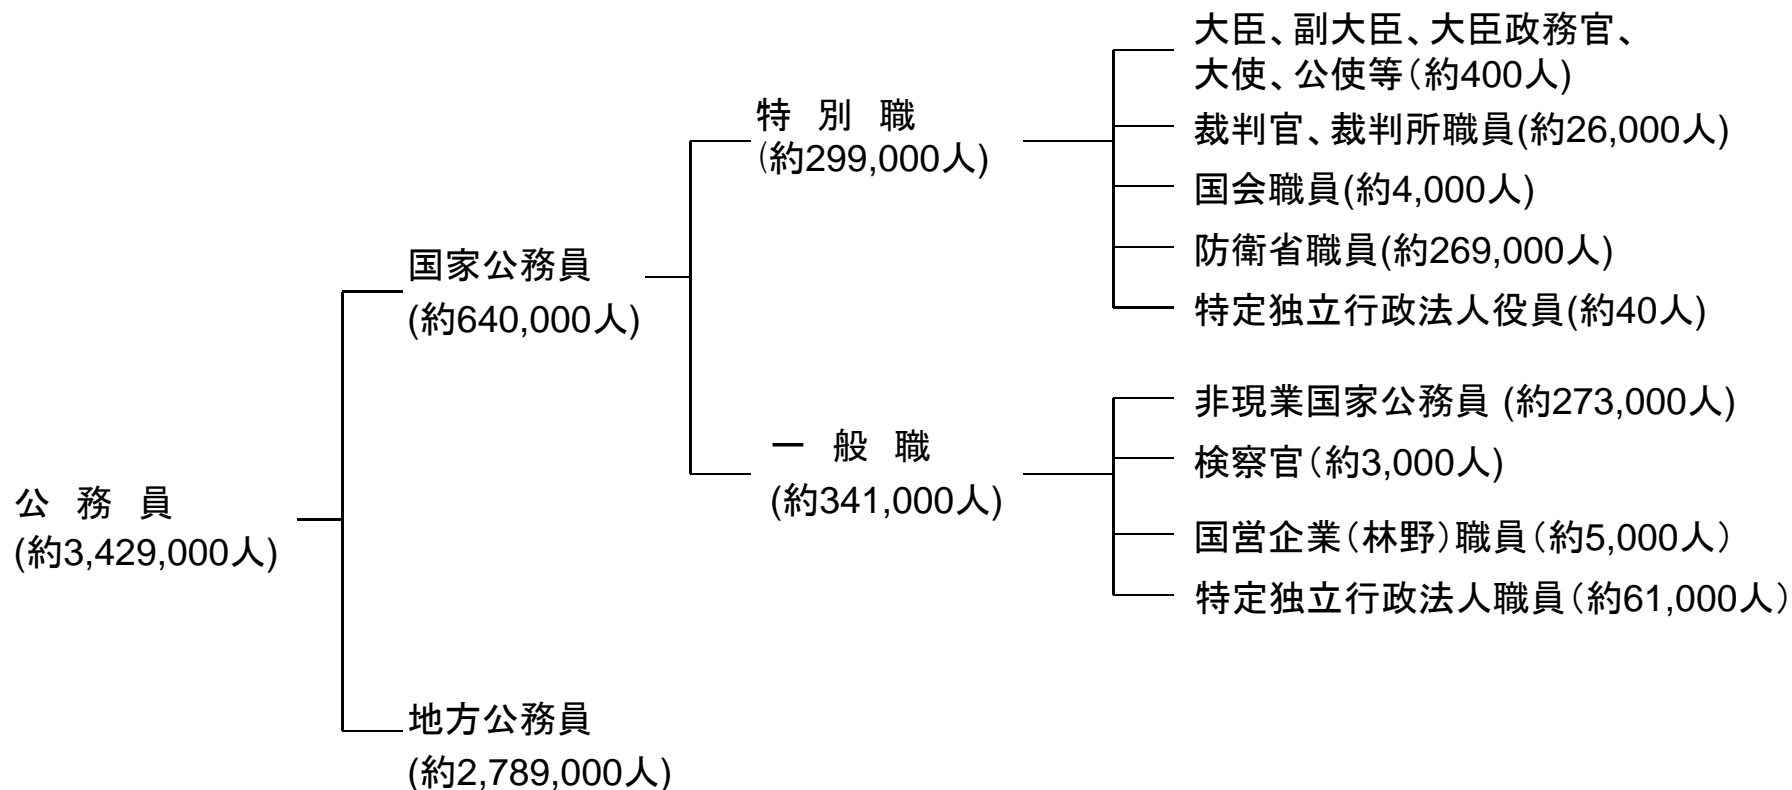 公 務 員
(約3,429,000人)
国家公務員
(約640,000人)
地方公務員
(約2,789,000人)
特 別 職
(約299,000人)
一 般 職
(約341,000人)
大臣、副大臣、大臣政務官、
大使、公使等(約400人)
裁判官、裁判所職員(約26,000人)
国会職員(約4,000人)
防衛省職員(約269,000人)
特定独立行政法人役員(約40人)
非現業国家公務員 (約273,000人)
検察官(約3,000人)
国営企業(林野)職員(約5,000人)
特定独立行政法人職員(約61,000人)